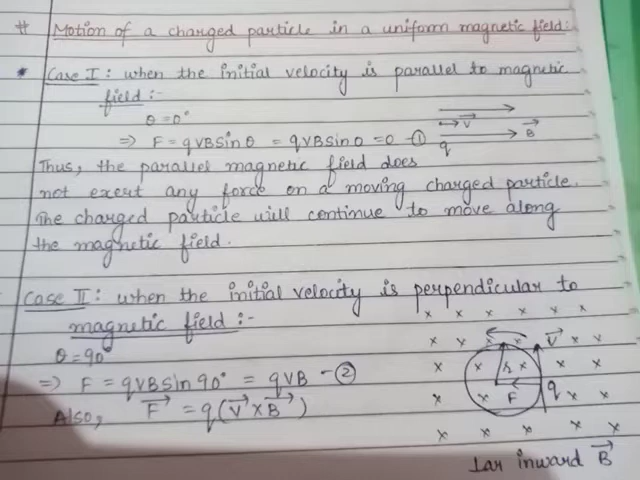 # Motion of a charged particle in a uniform magnetic field:
* Case I: when the initial velocity is parallel to magnetic
field:-
θ=0°
⇒ F = qVBSinθ = qVBSin0 = 0 -①
→V⃗
q B⃗
Thus, the parallel magnetic field does
not exert any force on a moving charged particle.
The charged particle will continue to move along
the magnetic field.
Case II: when the initial velocity is perpendicular to
magnetic field:-
θ=90°
⇒ F = qVBSin90° = qVB -②
Also, F⃗ = q(V⃗×B⃗)
x x x x x x
x x x V⃗ x x
x x r x x x
x x F q x x
x x x x x
⊥ar inward B⃗